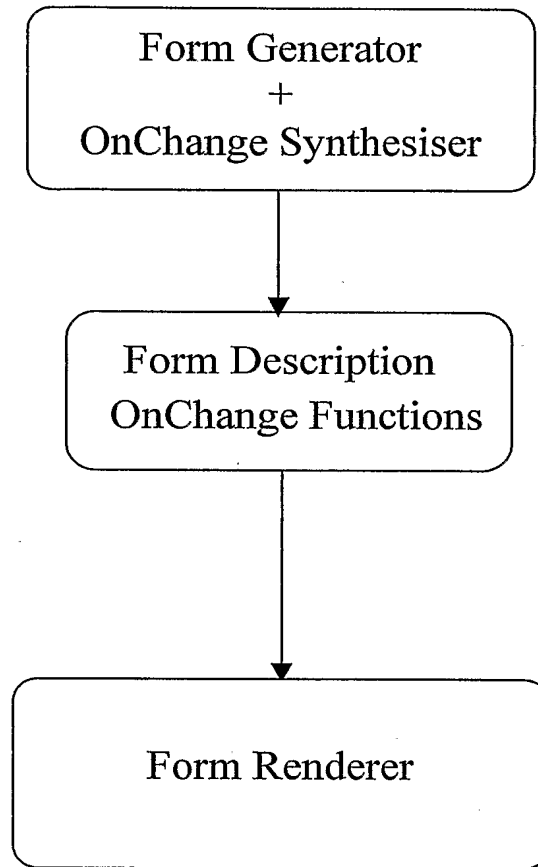 Form Generator
+
OnChange Synthesiser
Form Description
OnChange Functions
Form Renderer